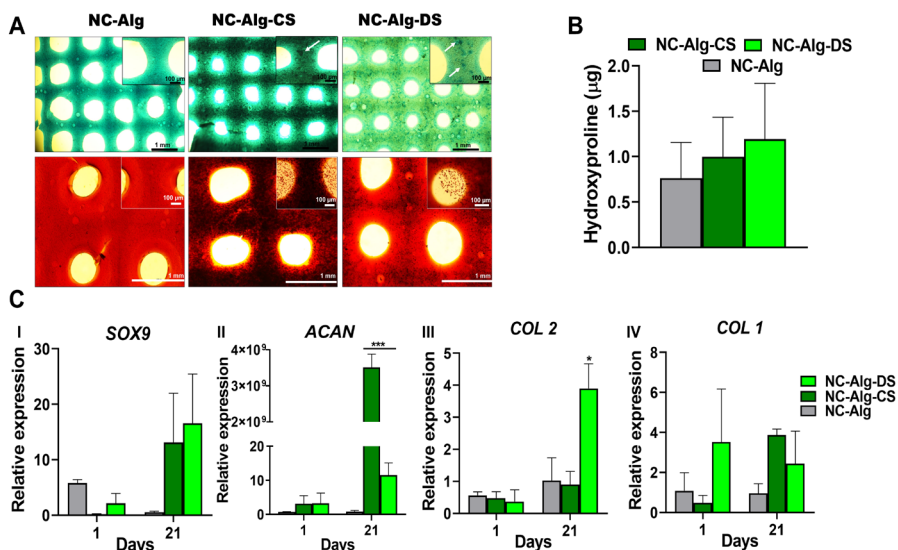 NC-Alg NC-Alg-CS NC-Alg-DS
A
100 µm
1 mm
100 µm
1 mm
100 µm
1 mm
100 µm
1 mm
100 µm
1 mm
100 µm
1 mm
B
NC-Alg-CS NC-Alg-DS
NC-Alg
Hydroxyproline (µg)
2.0
1.5
1.0
0.5
0.0
C
I
SOX9
Relative expression
30
20
10
0
1 21
Days
II
ACAN
Relative expression
4×10⁹
3×10⁹
2×10⁹
20
10
0
***
1 21
Days
III
COL 2
Relative expression
6
4
2
0
*
1 21
Days
IV
COL 1
Relative expression
8
6
4
2
0
1 21
Days
NC-Alg-DS
NC-Alg-CS
NC-Alg